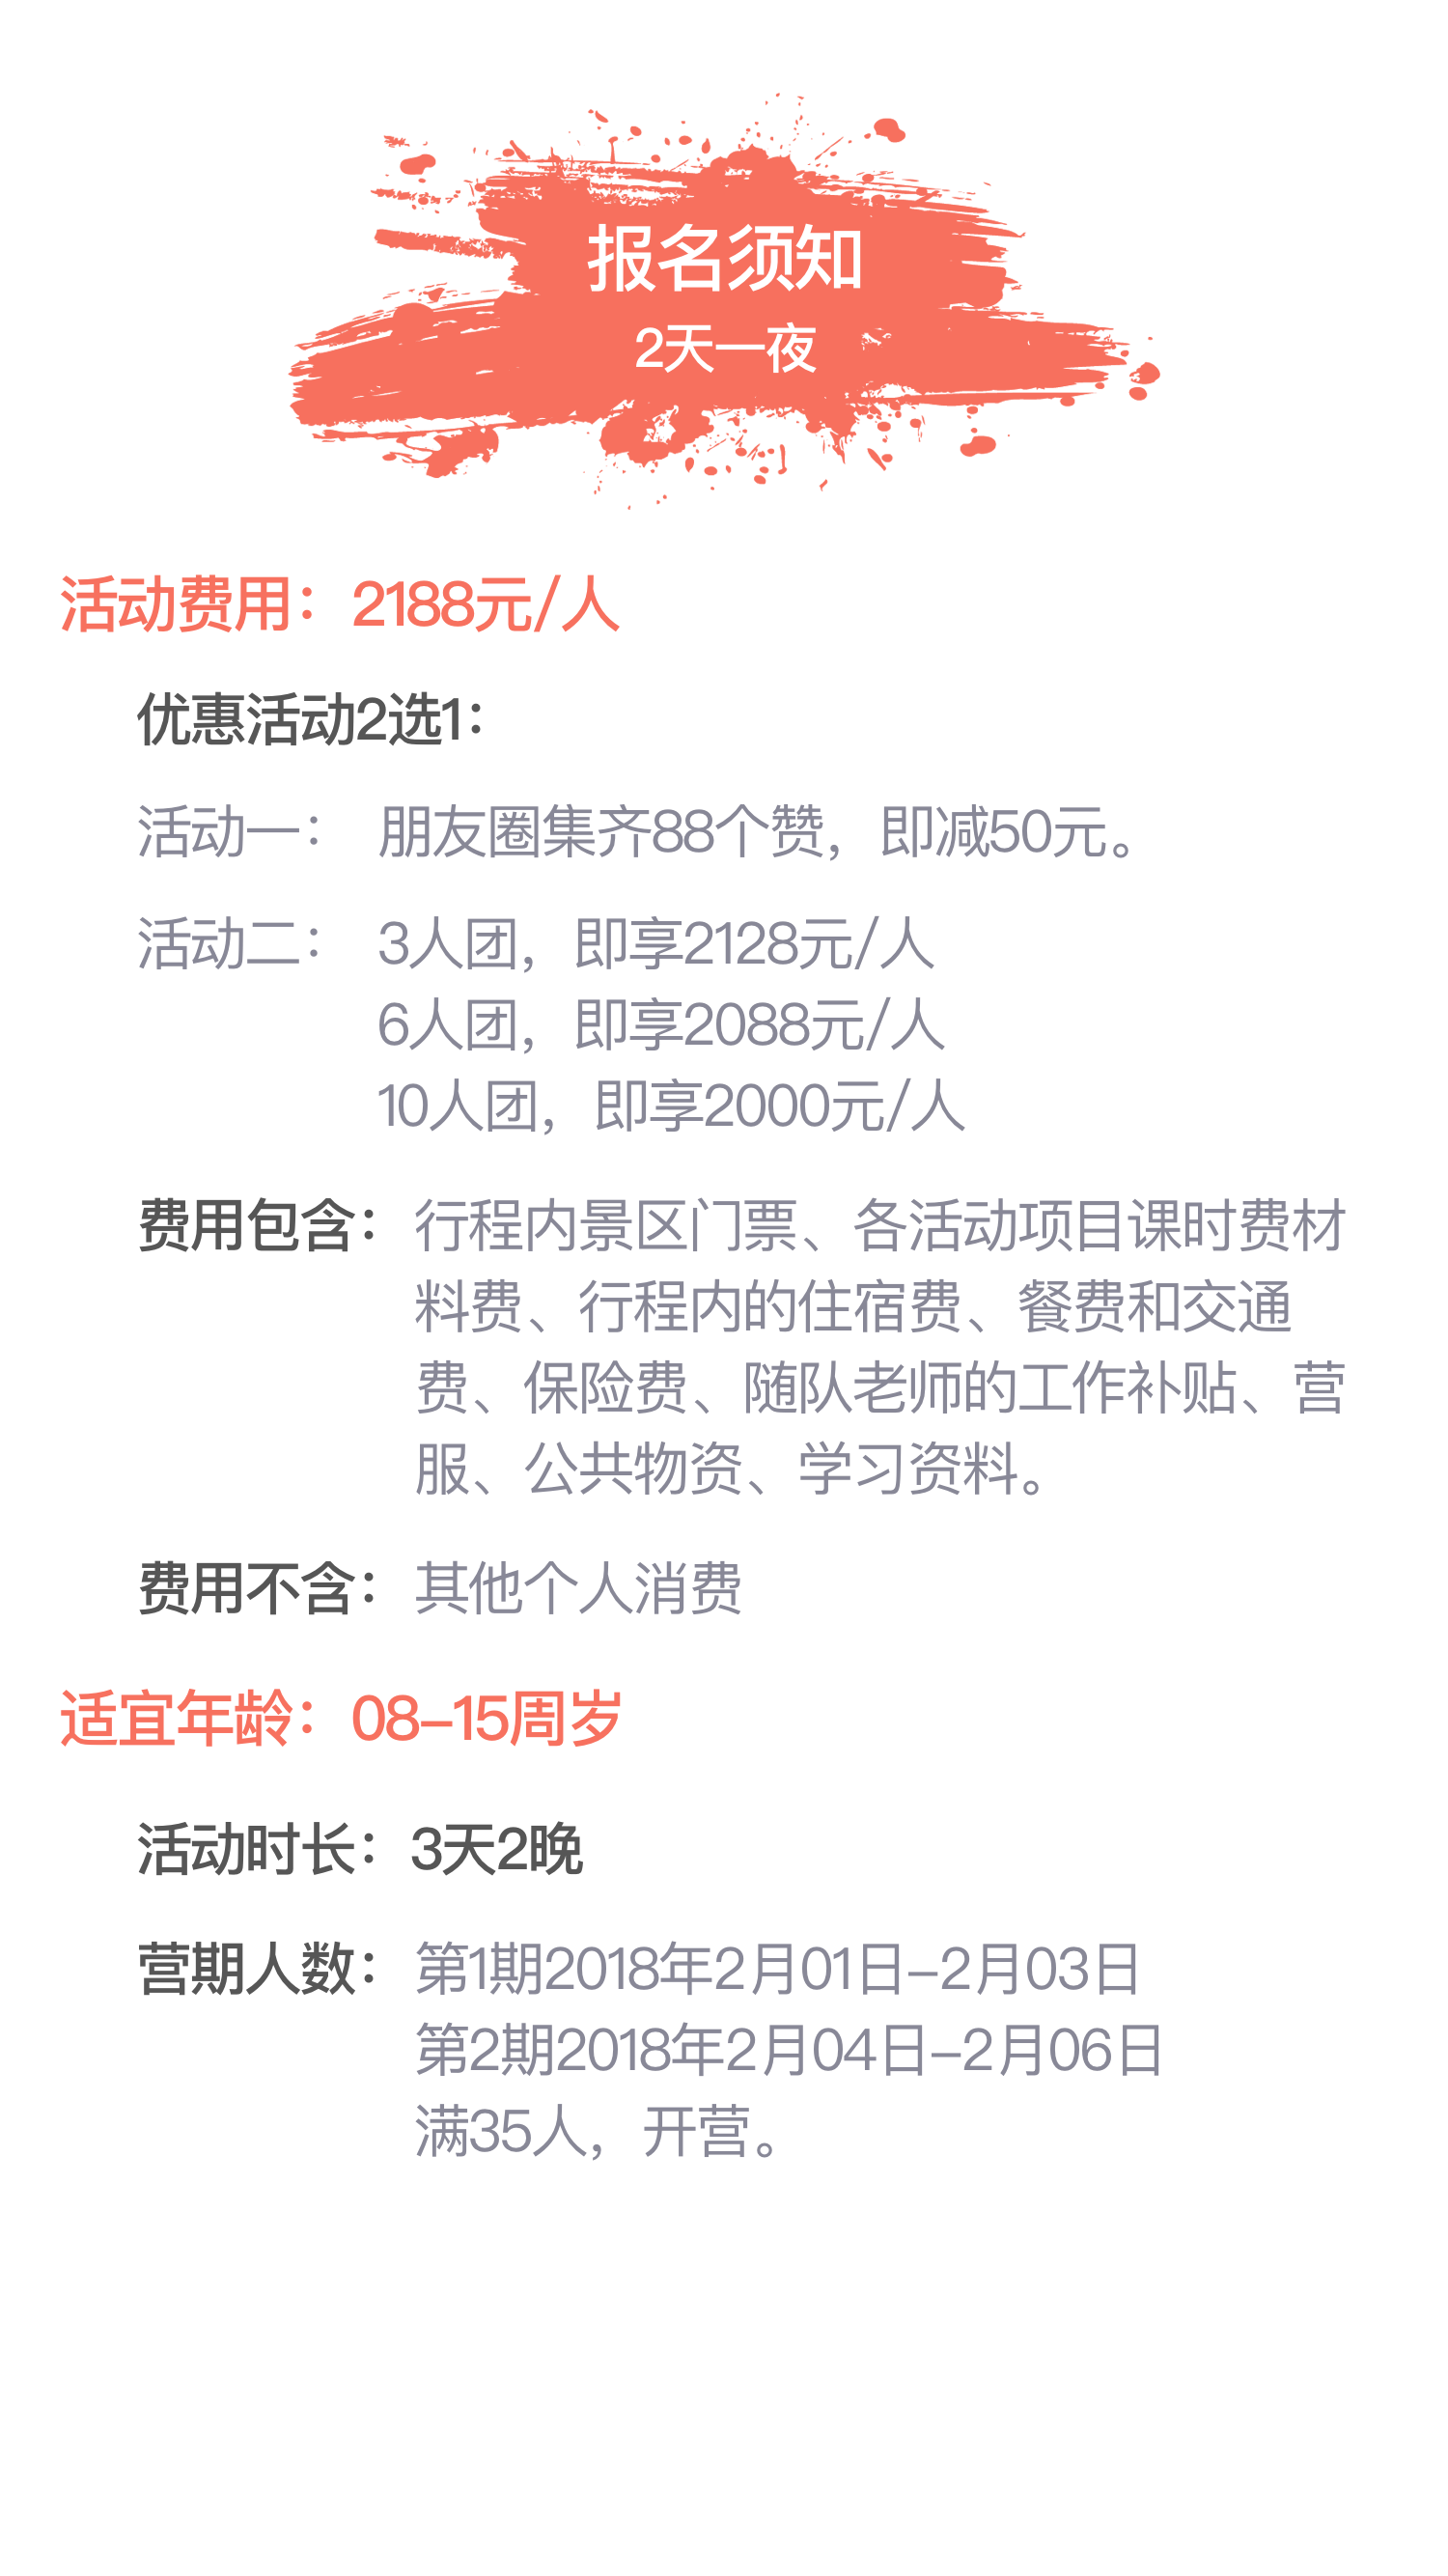 报名须知
2天一夜
活动费用：2188元/人
优惠活动2选1：
活动一： 朋友圈集齐88个赞，即减50元。
活动二： 3人团，即享2128元/人
6人团，即享2088元/人
10人团，即享2000元/人
费用包含：行程内景区门票、各活动项目课时费材
料费、行程内的住宿费、餐费和交通
费、保险费、随队老师的工作补贴、营
服、公共物资、学习资料。
费用不含：其他个人消费
适宜年龄：08-15周岁
活动时长：3天2晚
营期人数：第1期2018年2月01日-2月03日
第2期2018年2月04日-2月06日
满35人，开营。